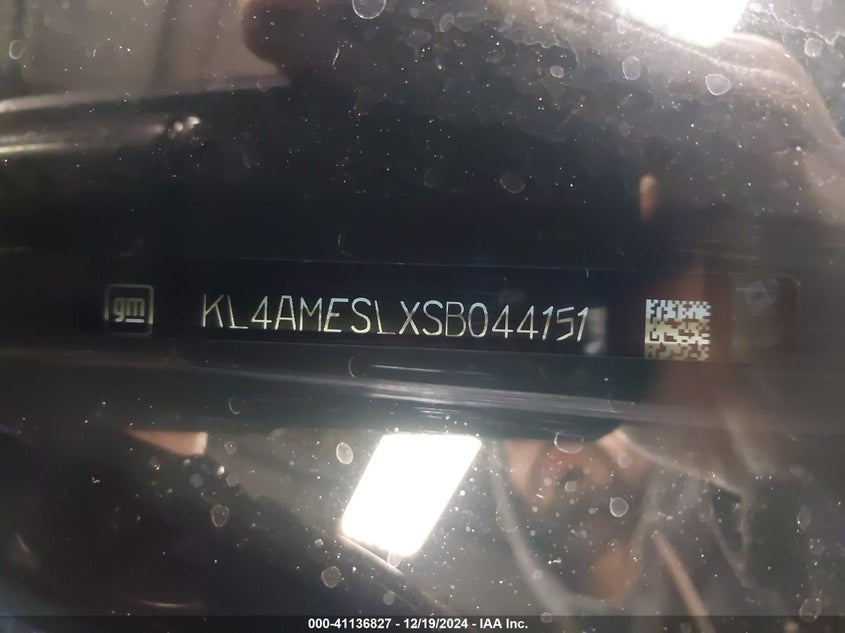 gm KL4AMESLXSB044151
000-41136827 - 12/19/2024 - IAA Inc.